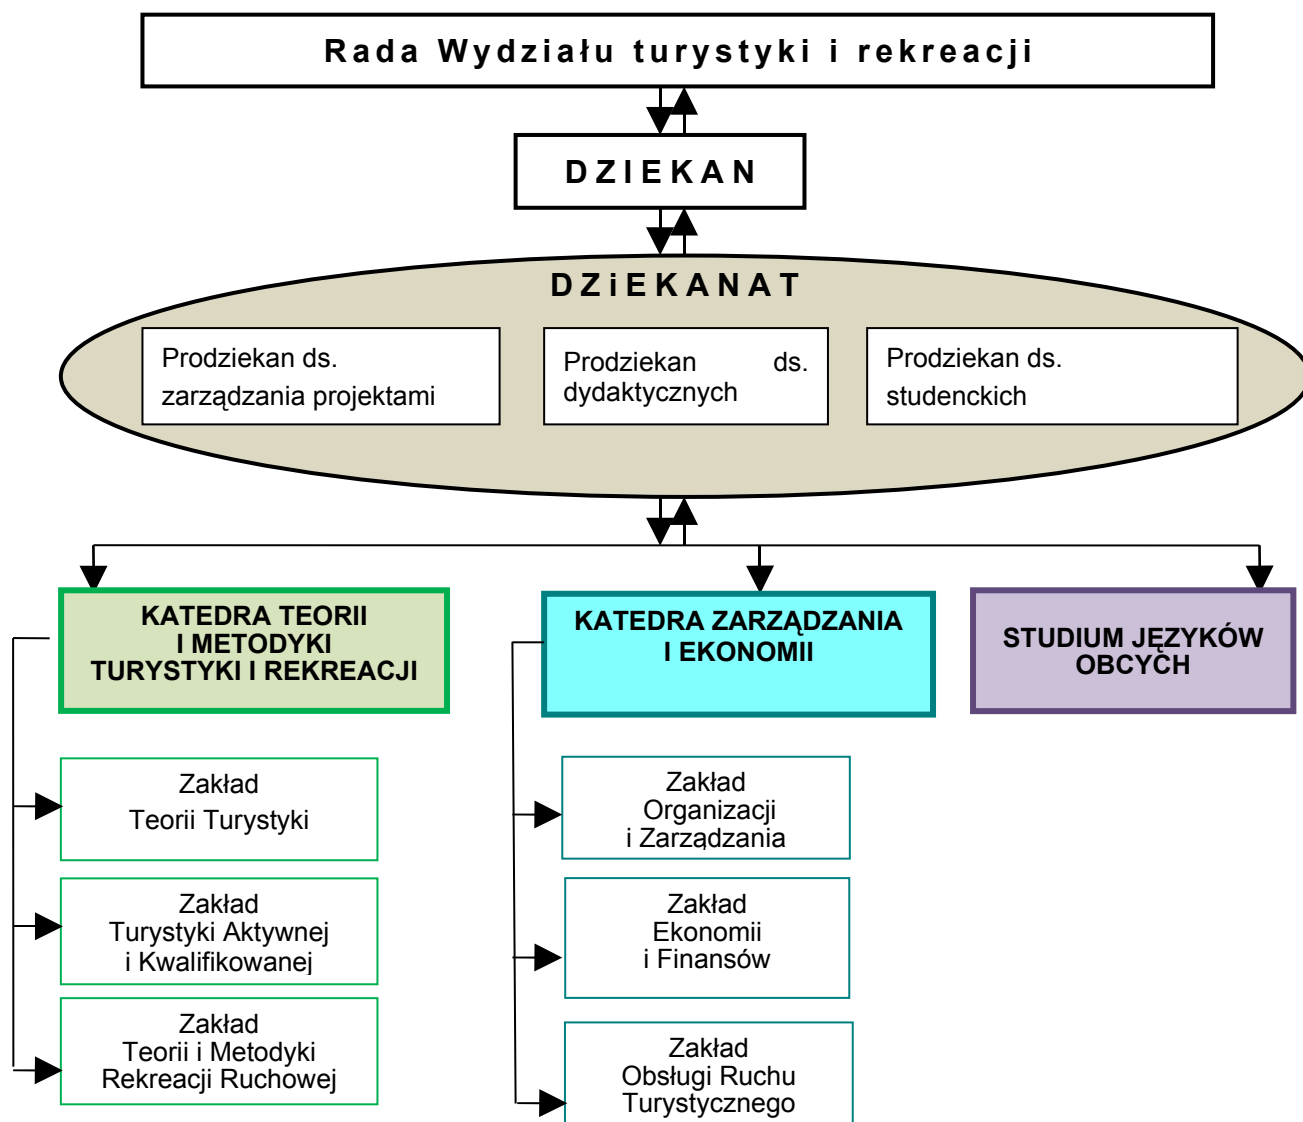 Rada Wydziału turystyki i rekreacji
DZIEKAN
DZiEKANAT
Prodziekan ds.
zarządzania projektami
Prodziekan ds.
dydaktycznych
Prodziekan ds.
studenckich
KATEDRA TEORII
I METODYKI
TURYSTYKI I REKREACJI
KATEDRA ZARZĄDZANIA
I EKONOMII
STUDIUM JĘZYKÓW
OBCYCH
Zakład
Teorii Turystyki
Zakład
Turystyki Aktywnej
i Kwalifikowanej
Zakład
Teorii i Metodyki
Rekreacji Ruchowej
Zakład
Organizacji
i Zarządzania
Zakład
Ekonomii
i Finansów
Zakład
Obsługi Ruchu
Turystycznego